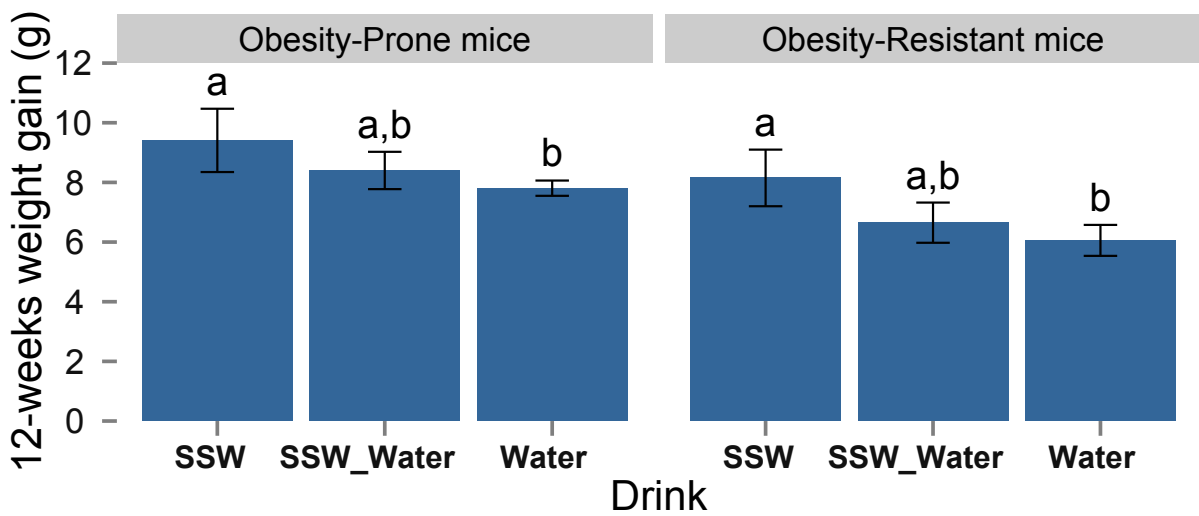 12-weeks weight gain (g)
Obesity-Prone mice
Obesity-Resistant mice
12
10
8
6
4
2
0
a
a,b
b
a
a,b
b
SSW
SSW_Water
Water
SSW
SSW_Water
Water
Drink